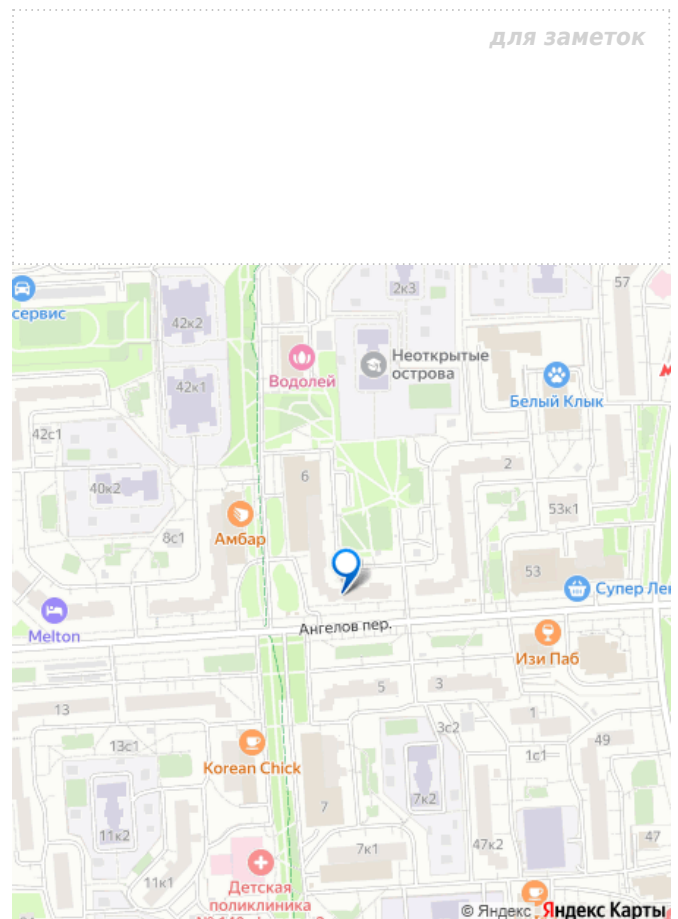 для заметок
2к3
57
сервис
42к2
Неоткрытые
острова
Водолей
42к1
Белый Клык
42с1
2
6
40к2
53к1
Амбар
8с1
53
Супер Ле
Melton
Ангелов пер.
Изи Паб
5
3
13
1
3с2
49
13с1
1с1
Korean Chick
7
7к2
11к2
47
47к2
7к1
11к1
Детская
поликлиника
© Яндекс
Яндекс Карты